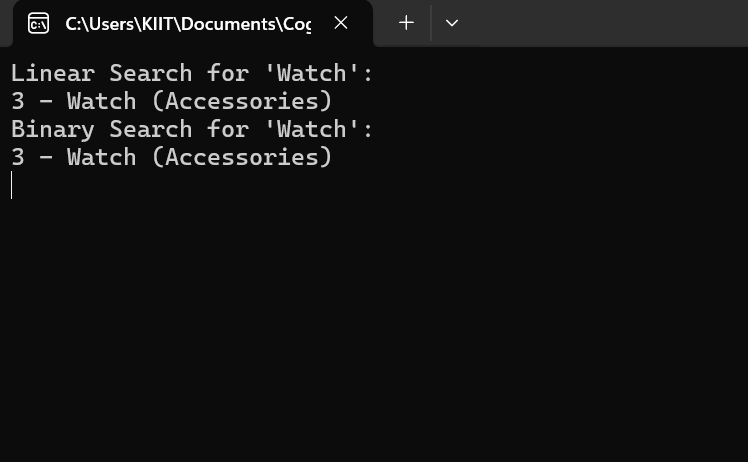 C:\Users\KIIT\Documents\Cog
Linear Search for 'Watch':
3 - Watch (Accessories)
Binary Search for 'Watch':
3 - Watch (Accessories)